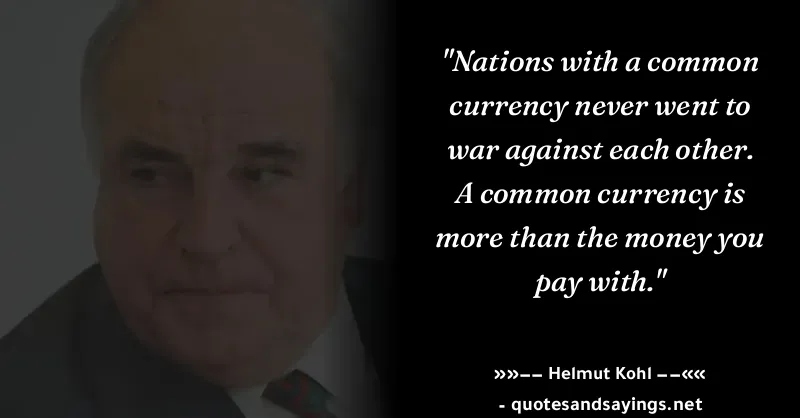 "Nations with a common
currency never went to
war against each other.
A common currency is
more than the money you
pay with."
»»–– Helmut Kohl ––««
- quotesandsayings.net